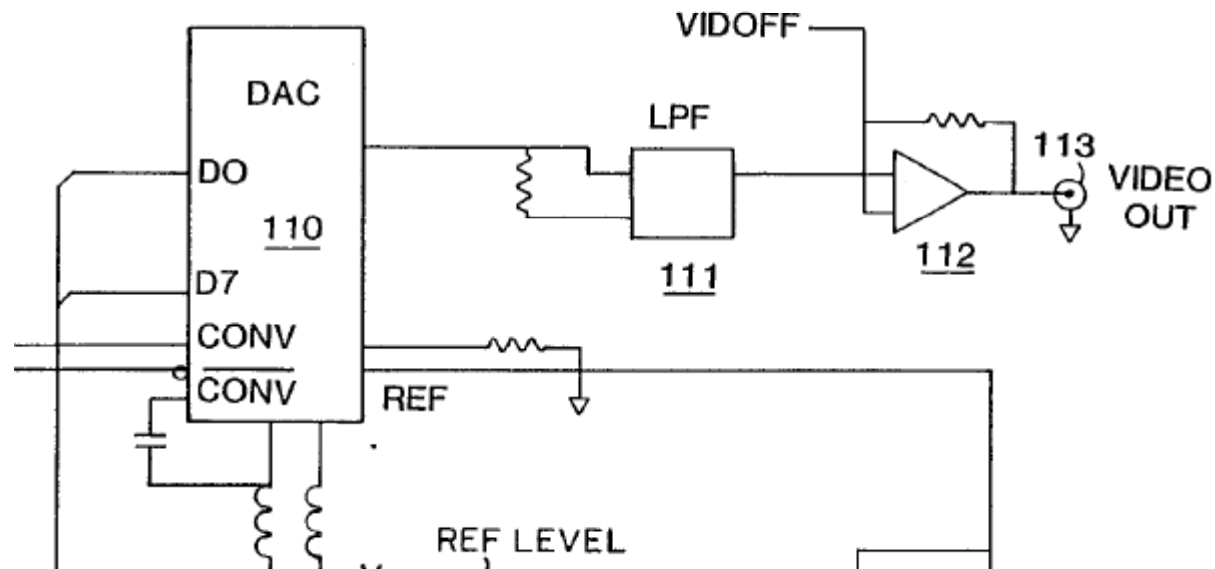 VIDOFF
DAC
LPF
113
VIDEO
OUT
DO
110
112
111
D7
CONV
CONV
REF
REF LEVEL